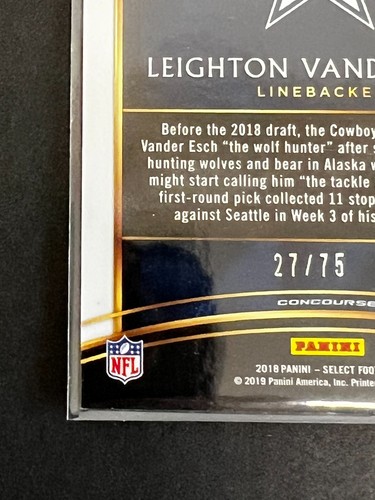 LEIGHTON VAND
LINEBACKE
Before the 2018 draft, the Cowboy
Vander Esch "the wolf hunter" after s
hunting wolves and bear in Alaska w
might start calling him "the tackle
first-round pick collected 11 stop
against Seattle in Week 3 of his
27/75
CONCOURSE
NFL
PANINI
2018 PANINI – SELECT FOO
© 2019 Panini America, Inc. Printe